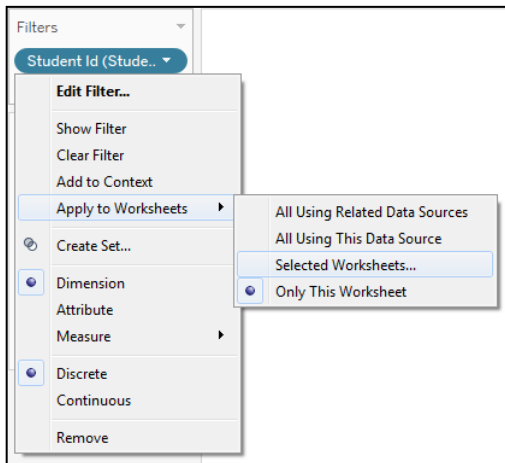 Filters
Student Id (Stude..
Edit Filter...
Show Filter
Clear Filter
Add to Context
Apply to Worksheets
All Using Related Data Sources
All Using This Data Source
Selected Worksheets...
Only This Worksheet
Create Set...
Dimension
Attribute
Measure
Discrete
Continuous
Remove